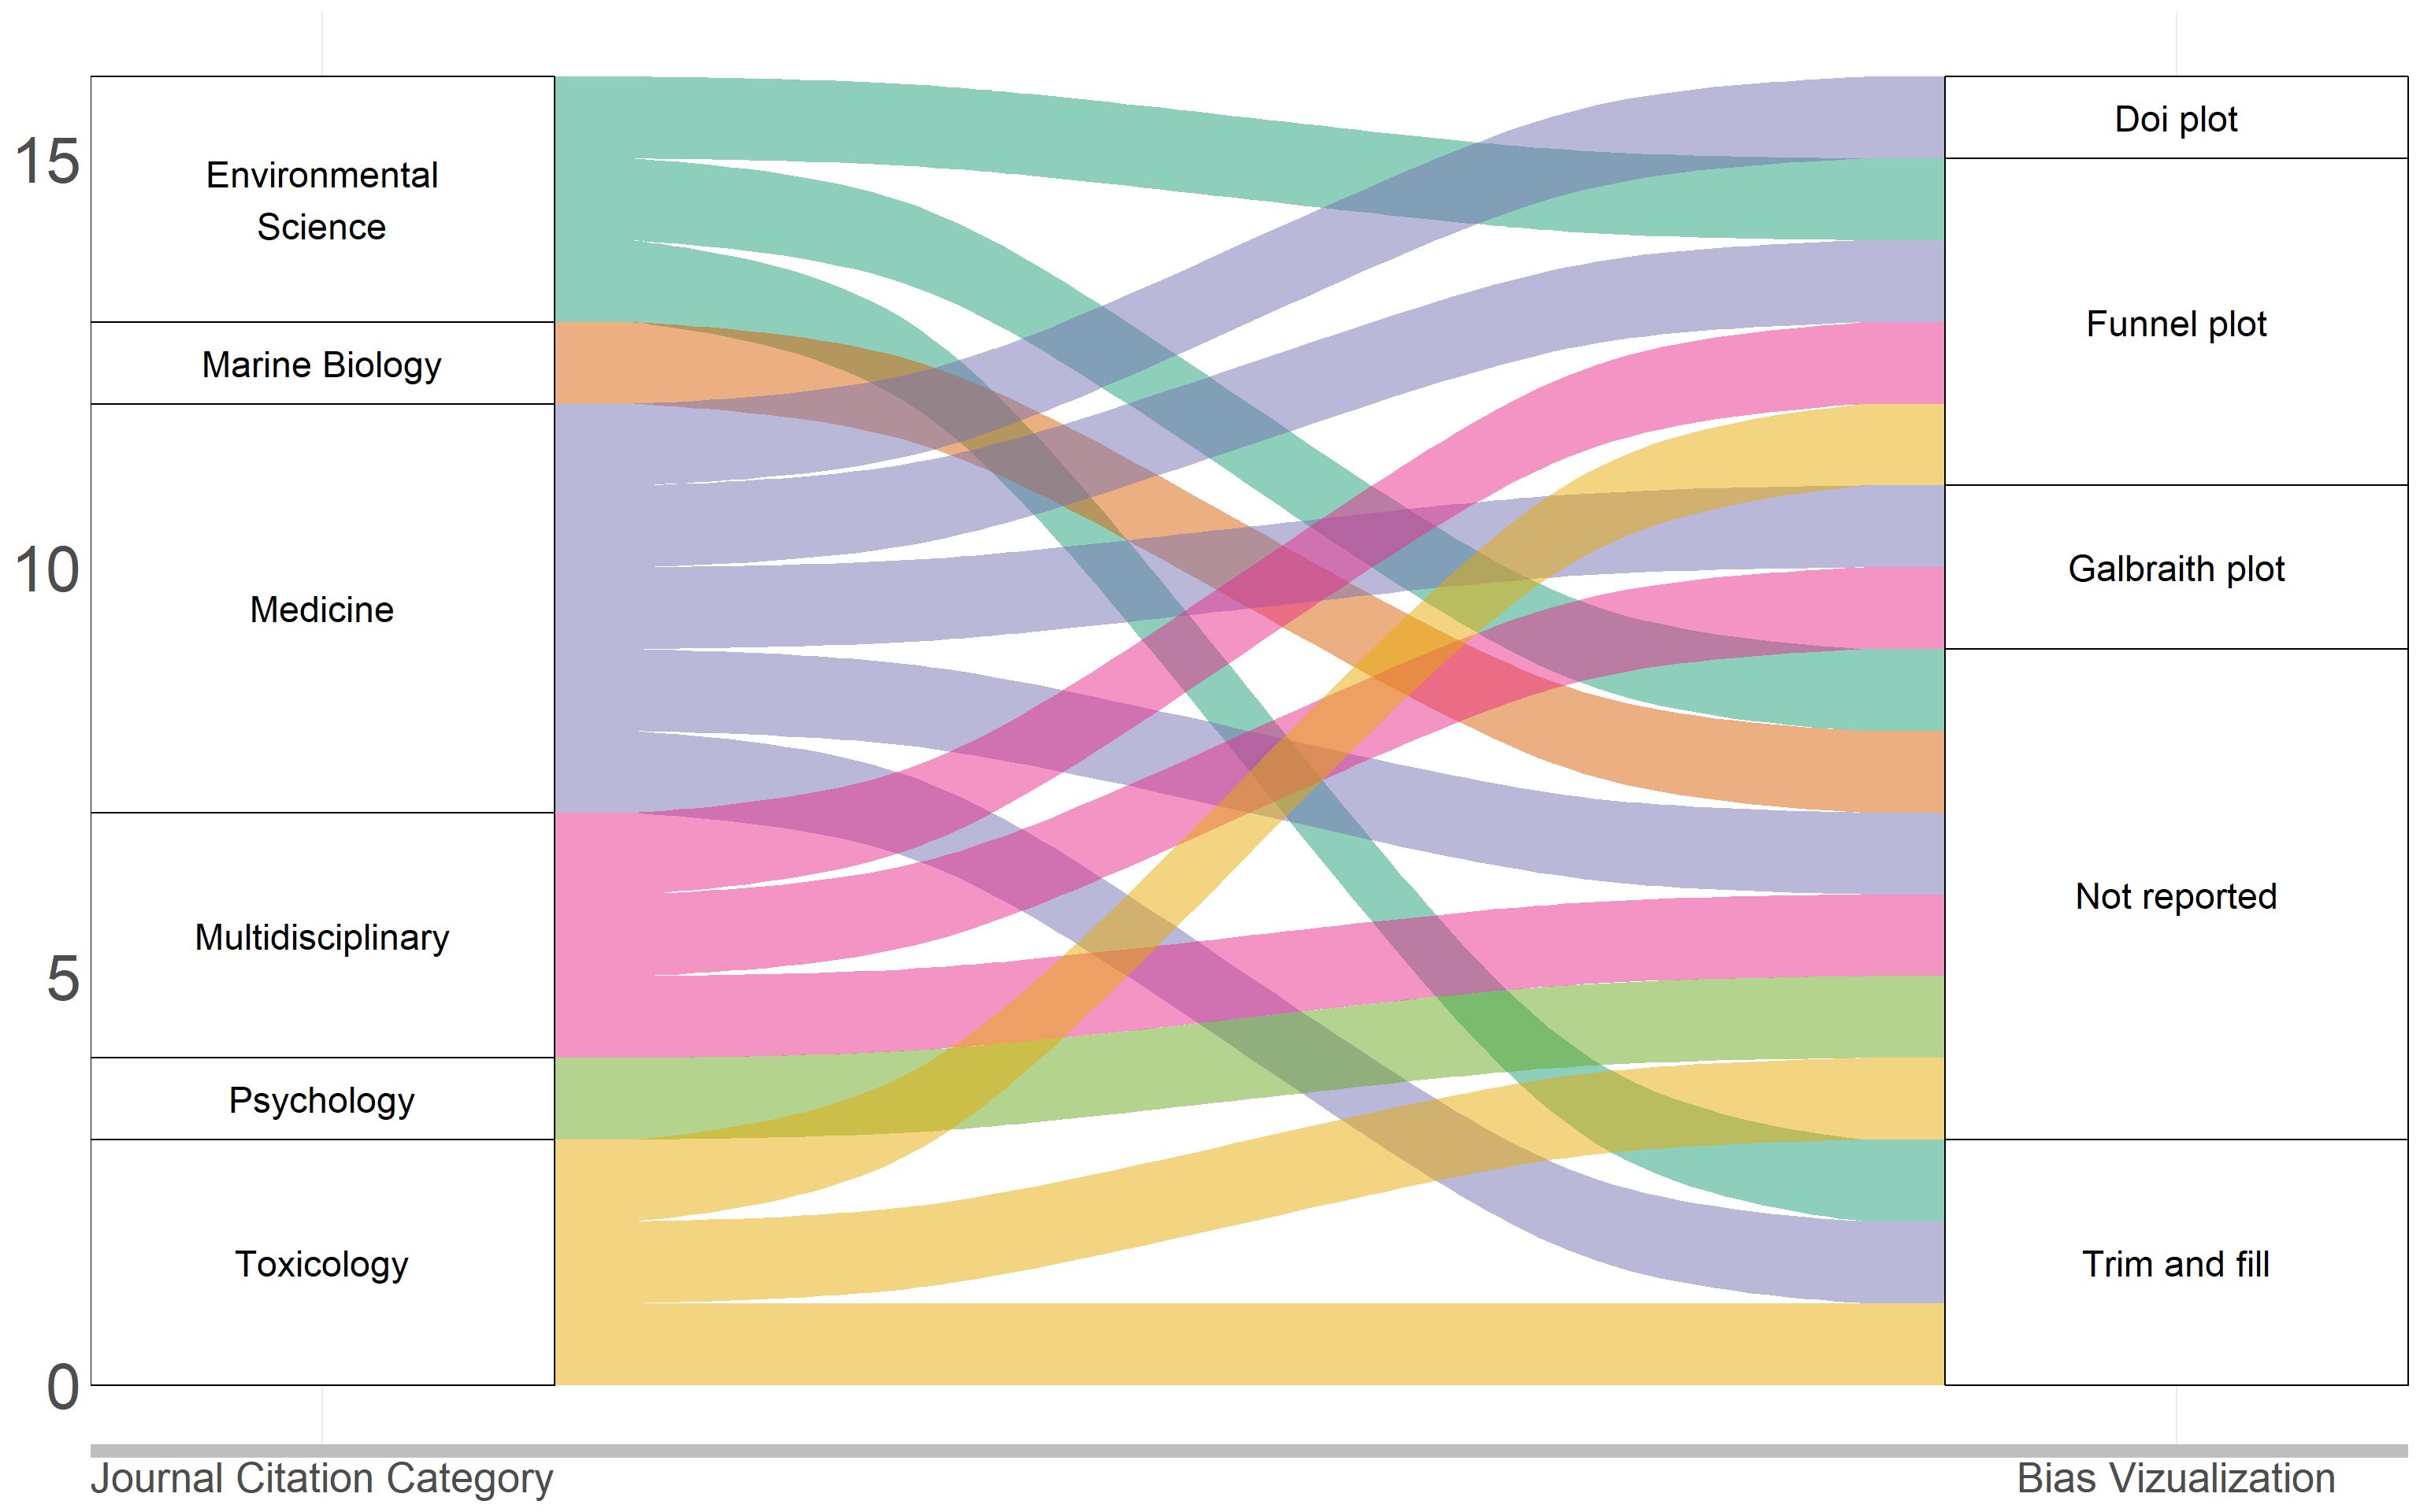 15
10
5
0
Environmental
Science
Marine Biology
Medicine
Multidisciplinary
Psychology
Toxicology
Doi plot
Funnel plot
Galbraith plot
Not reported
Trim and fill
Journal Citation Category
Bias Vizualization